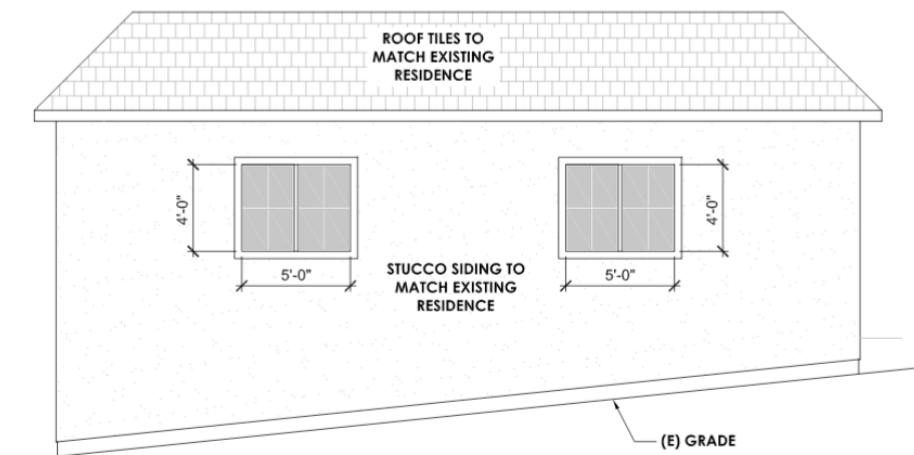 ROOF TILES TO
MATCH EXISTING
RESIDENCE
4'-0"
4'-0"
5'-0"
5'-0"
STUCCO SIDING TO
MATCH EXISTING
RESIDENCE
(E) GRADE